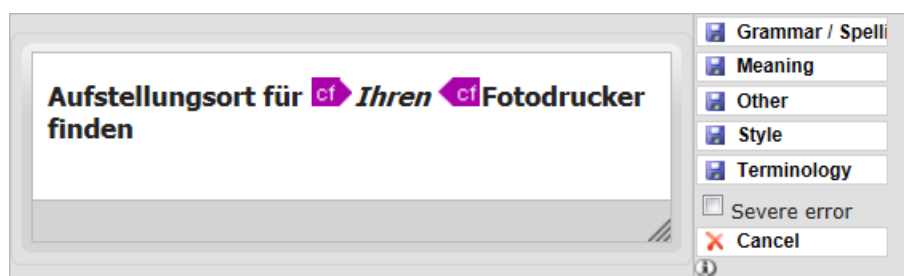 Aufstellungsort für cf Ihren cf Fotodrucker
finden
Grammar / Spelli
Meaning
Other
Style
Terminology
Severe error
Cancel
i